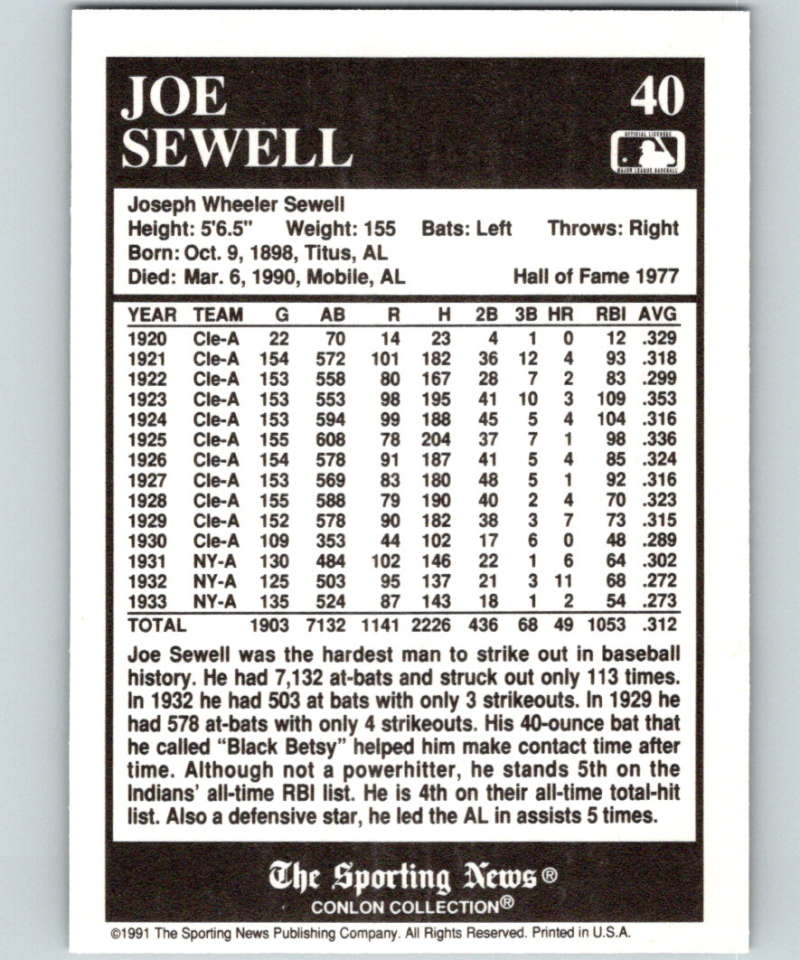 JOE
SEWELL
40
OFFICIAL LICENSEE
MAJOR LEAGUE BASEBALL
Joseph Wheeler Sewell
Height: 5'6.5" Weight: 155 Bats: Left Throws: Right
Born: Oct. 9, 1898, Titus, AL
Died: Mar. 6, 1990, Mobile, AL Hall of Fame 1977
YEAR TEAM G AB R H 2B 3B HR RBI AVG
1920 Cle-A 22 70 14 23 4 1 0 12 .329
1921 Cle-A 154 572 101 182 36 12 4 93 .318
1922 Cle-A 153 558 80 167 28 7 2 83 .299
1923 Cle-A 153 553 98 195 41 10 3 109 .353
1924 Cle-A 153 594 99 188 45 5 4 104 .316
1925 Cle-A 155 608 78 204 37 7 1 98 .336
1926 Cle-A 154 578 91 187 41 5 4 85 .324
1927 Cle-A 153 569 83 180 48 5 1 92 .316
1928 Cle-A 155 588 79 190 40 2 4 70 .323
1929 Cle-A 152 578 90 182 38 3 7 73 .315
1930 Cle-A 109 353 44 102 17 6 0 48 .289
1931 NY-A 130 484 102 146 22 1 6 64 .302
1932 NY-A 125 503 95 137 21 3 11 68 .272
1933 NY-A 135 524 87 143 18 1 2 54 .273
TOTAL 1903 7132 1141 2226 436 68 49 1053 .312
Joe Sewell was the hardest man to strike out in baseball
history. He had 7,132 at-bats and struck out only 113 times.
In 1932 he had 503 at bats with only 3 strikeouts. In 1929 he
had 578 at-bats with only 4 strikeouts. His 40-ounce bat that
he called "Black Betsy" helped him make contact time after
time. Although not a powerhitter, he stands 5th on the
Indians' all-time RBI list. He is 4th on their all-time total-hit
list. Also a defensive star, he led the AL in assists 5 times.
The Sporting News®
CONLON COLLECTION®
©1991 The Sporting News Publishing Company. All Rights Reserved. Printed in U.S.A.